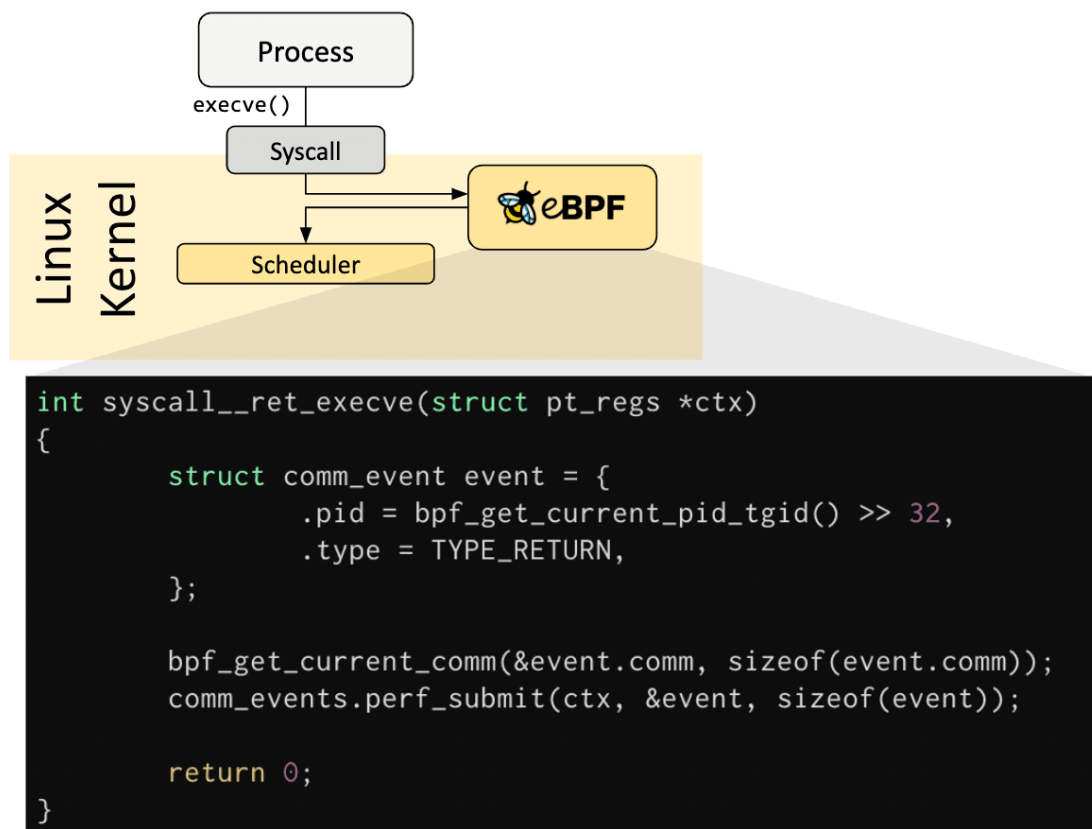 Process
execve()
Syscall
eBPF
Linux
Kernel
Scheduler
int syscall__ret_execve(struct pt_regs *ctx)
{
        struct comm_event event = {
                .pid = bpf_get_current_pid_tgid() >> 32,
                .type = TYPE_RETURN,
        };

        bpf_get_current_comm(&event.comm, sizeof(event.comm));
        comm_events.perf_submit(ctx, &event, sizeof(event));

        return 0;
}